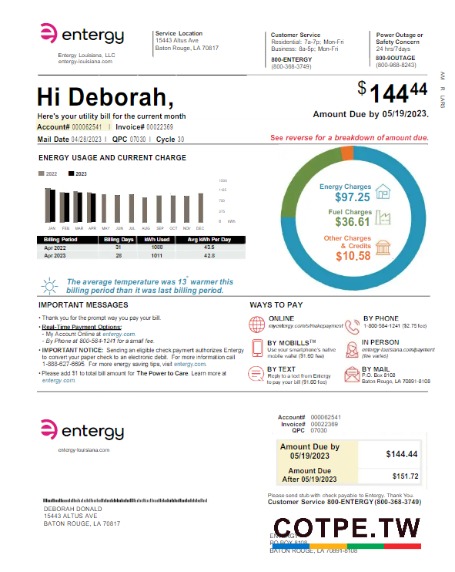 entergy
Entergy Louisiana, LLC
entergy-louisiana.com
Service Location
15443 Altus Ave
Baton Rouge, LA 70817
Customer Service
Residential: 7a-7p: Mon-Fri
Business: 8a-5p: Mon-Fri
800-ENTERGY
(800-368-3749)
Power Outage or
Safety Concern
24 hrs/7days
800-9OUTAGE
(800-968-8243)
Hi Deborah,
Here's your utility bill for the current month
Account# 000062541 | Invoice# 00022369
Mail Date 04/28/2023 | QPC 07030 | Cycle 30
$144.44
Amount Due by 05/19/2023.
See reverse for a breakdown of amount due.
ENERGY USAGE AND CURRENT CHARGE
2022 2023
JAN FEB MAR APR MAY JUN JUL AUG SEP OCT NOV DEC
Billing Period Billing Days kWh Used Avg kWh Per Day
Apr 2022 31
Apr 2023 28 1011
Energy Charges
$97.25
Fuel Charges
$36.61
Other Charges
& Credits
$10.58
The average temperature was 13° warmer this
billing period than it was last billing period.
IMPORTANT MESSAGES
• Thank you for the prompt way you pay your bill.
• Real-Time Payment Options:
- My Account Online at entergy.com.
- By Phone at 800-584-1241 for a small fee.
• IMPORTANT NOTICE: Sending an eligible check payment authorizes Entergy
to convert your paper check to an electronic debit. For more information call
1-888-627-6695. For more energy saving tips, visit entergy.com.
• Please add $1 to total bill amount for The Power to Care. Learn more at
entergy.com.
WAYS TO PAY
ONLINE
myentergy.com/s/makepayment
BY MOBILLS™
Use your smartphone's native
mobile wallet ($1.60 fee)
BY TEXT
Reply to a text from Entergy
to pay your bill ($1.60 fee)
BY PHONE
1-800-584-1241 ($2.75 fee)
IN PERSON
entergy-louisiana.com/payment
(fee varies)
BY MAIL
P.O. Box 8108
Baton Rouge, LA 70891-8108
entergy
entergy-louisiana.com
Account# 000062541
Invoice# 00022369
QPC 07030
Amount Due by
05/19/2023 $144.44
Amount Due
After 05/19/2023 $151.72
Please send stub with check payable to Entergy. Thank You
Customer Service 800-ENTERGY (800-368-3749)
DEBORAH DONALD
15443 ALTUS AVE
BATON ROUGE, LA 70817
COTPE.TW
PO BOX 8108
BATON ROUGE, LA 70891-8108